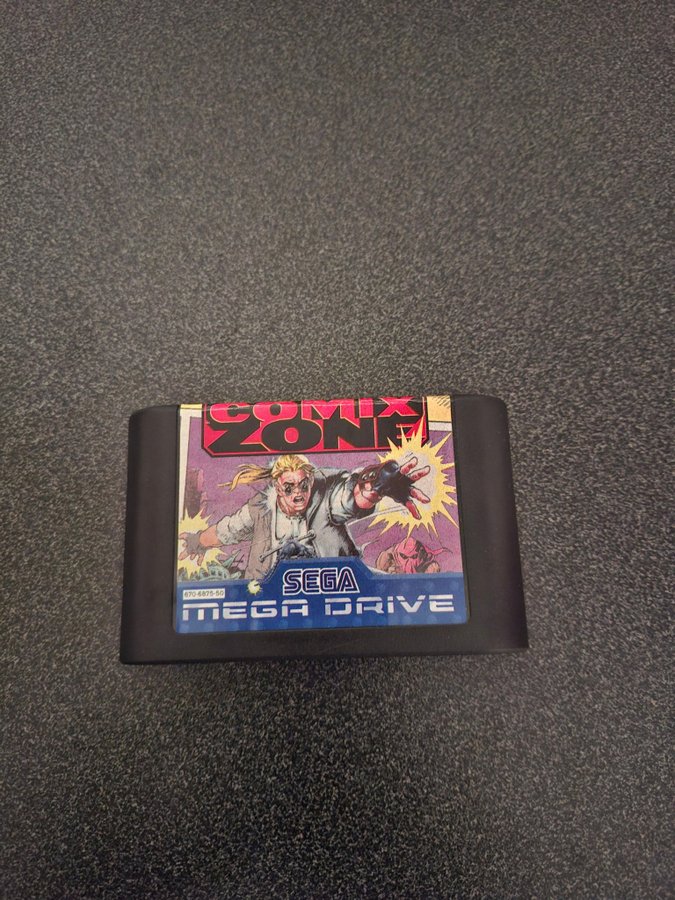 COMIX
ZONE
SEGA
670-6875-50
MEGA DRIVE